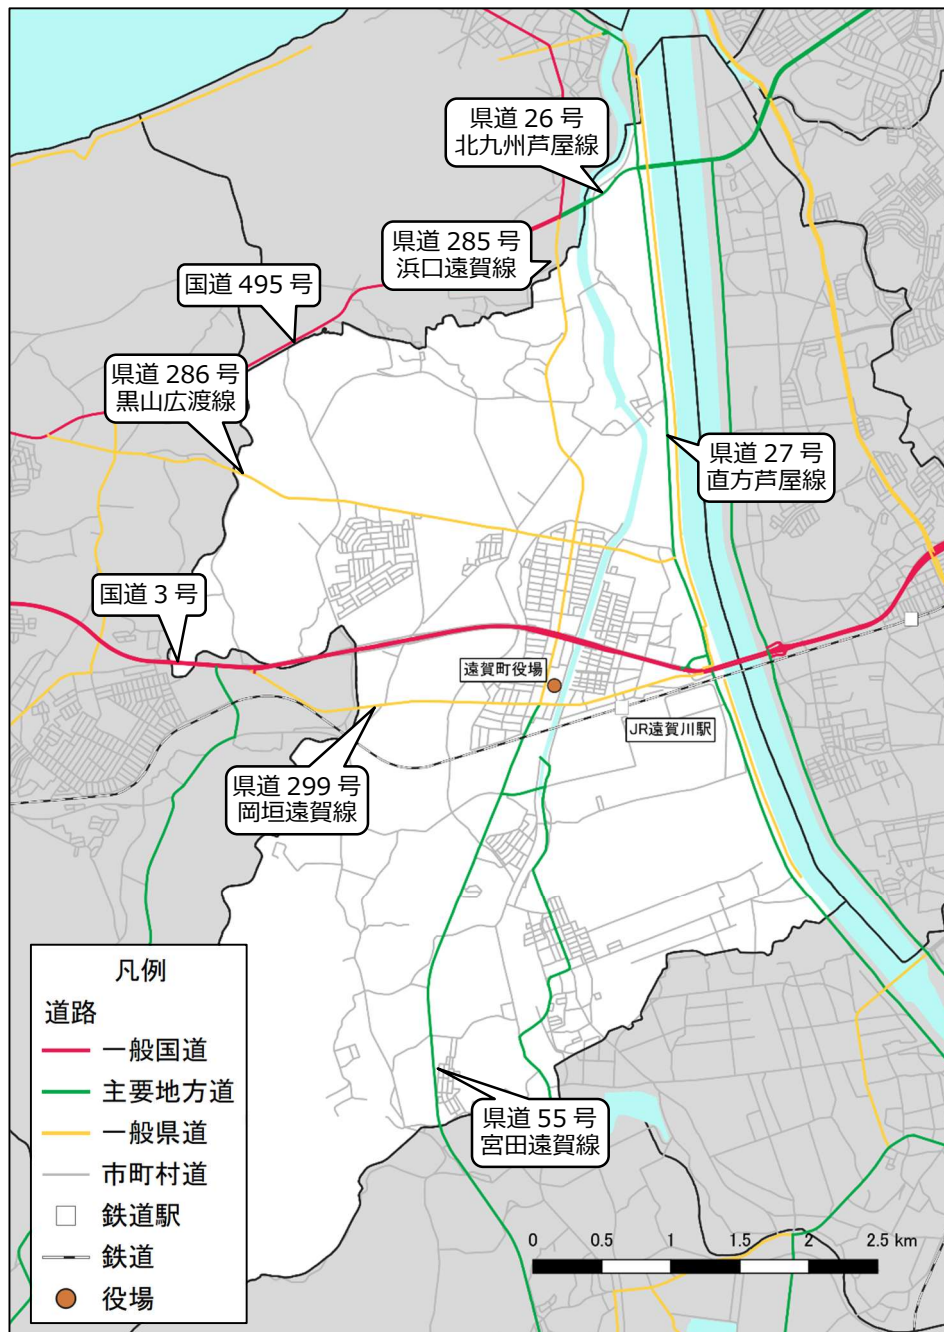 県道 26 号
北九州芦屋線
県道 285 号
浜口遠賀線
国道 495 号
県道 286 号
黒山広渡線
県道 27 号
直方芦屋線
国道 3 号
遠賀町役場
JR遠賀川駅
県道 299 号
岡垣遠賀線
県道 55 号
宮田遠賀線
凡例
道路
一般国道
主要地方道
一般県道
市町村道
鉄道駅
鉄道
役場
0 0.5 1 1.5 2 2.5 km